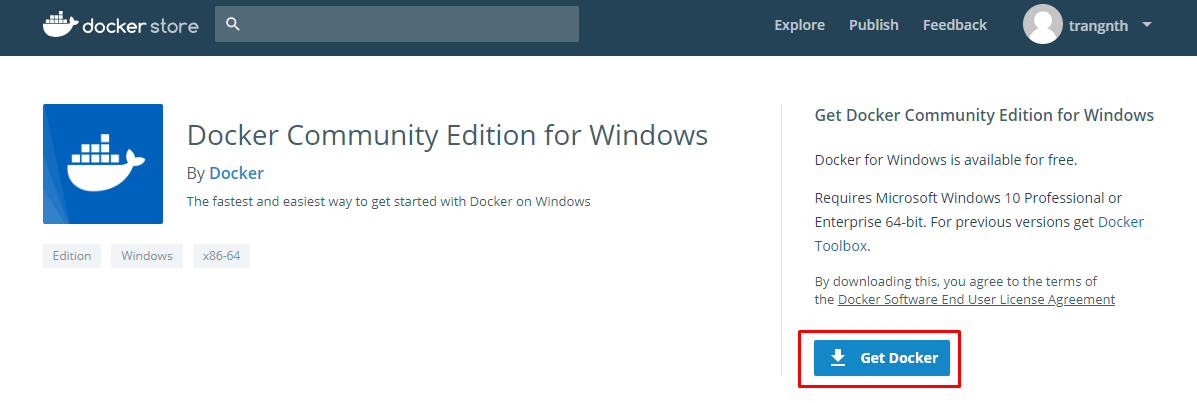 docker store
Explore
Publish
Feedback
trangnth
Docker Community Edition for Windows
By Docker
The fastest and easiest way to get started with Docker on Windows
Edition
Windows
x86-64
Get Docker Community Edition for Windows
Docker for Windows is available for free.
Requires Microsoft Windows 10 Professional or
Enterprise 64-bit. For previous versions get Docker
Toolbox.
By downloading this, you agree to the terms of
the Docker Software End User License Agreement
Get Docker